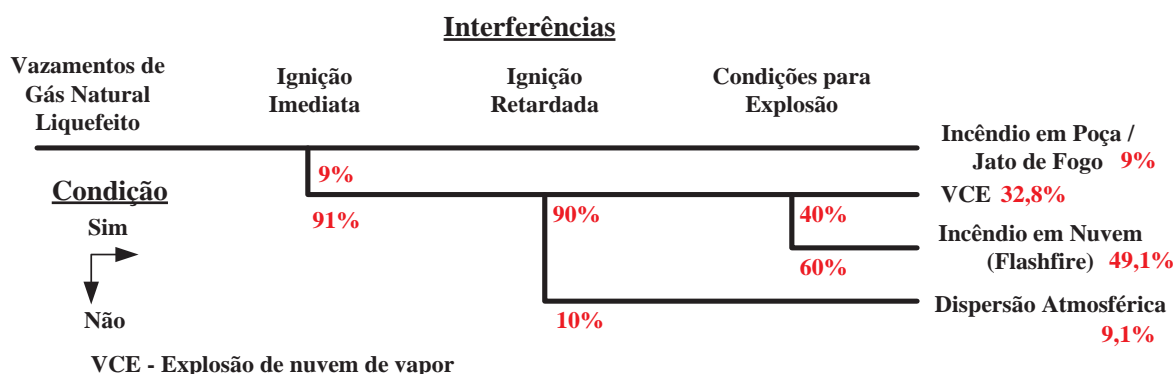 Interferências
Vazamentos de
Gás Natural
Liquefeito
Ignição
Imediata
Ignição
Retardada
Condições para
Explosão
Incêndio em Poça /
Jato de Fogo 9%
Condição
Sim
Não
9%
91%
90%
10%
40%
60%
VCE 32,8%
Incêndio em Nuvem
(Flashfire) 49,1%
Dispersão Atmosférica
9,1%
VCE - Explosão de nuvem de vapor